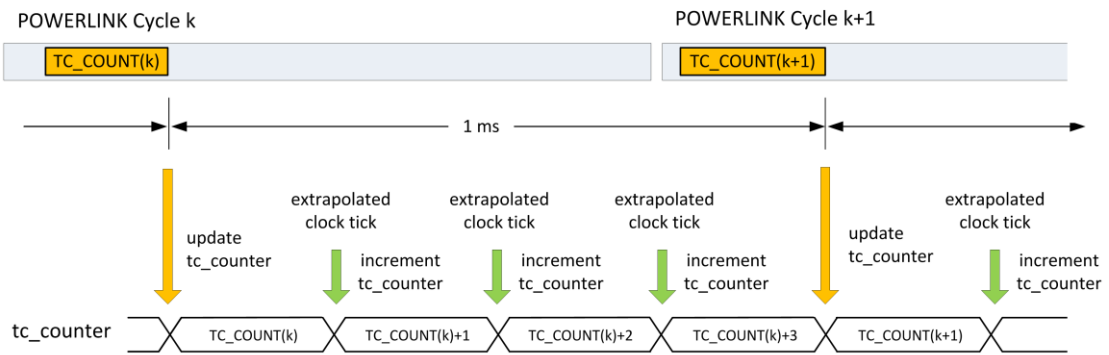 POWERLINK Cycle k
POWERLINK Cycle k+1
TC_COUNT(k)
TC_COUNT(k+1)
1 ms
extrapolated
clock tick
extrapolated
clock tick
extrapolated
clock tick
extrapolated
clock tick
update
tc_counter
increment
tc_counter
increment
tc_counter
increment
tc_counter
update
tc_counter
increment
tc_counter
tc_counter
TC_COUNT(k)
TC_COUNT(k)+1
TC_COUNT(k)+2
TC_COUNT(k)+3
TC_COUNT(k+1)